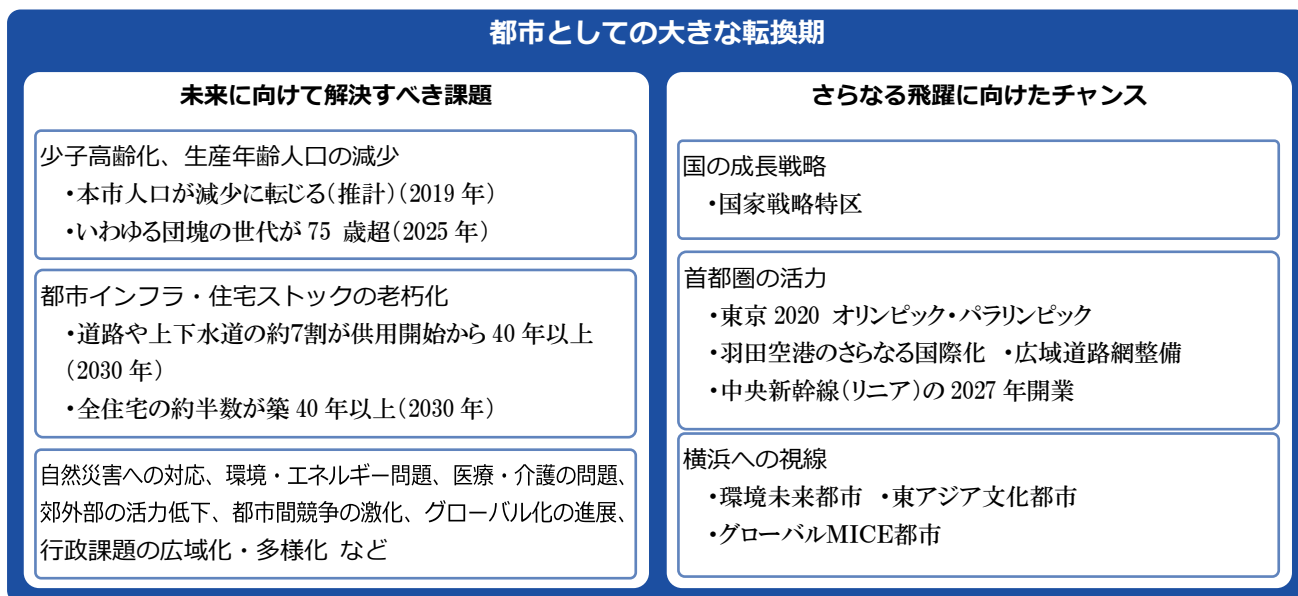 都市としての大きな転換期
未来に向けて解決すべき課題
少子高齢化、生産年齢人口の減少
・本市人口が減少に転じる(推計)(2019 年)
・いわゆる団塊の世代が 75 歳超(2025 年)
都市インフラ・住宅ストックの老朽化
・道路や上下水道の約7割が供用開始から 40 年以上
(2030 年)
・全住宅の約半数が築 40 年以上(2030 年)
自然災害への対応、環境・エネルギー問題、医療・介護の問題、
郊外部の活力低下、都市間競争の激化、グローバル化の進展、
行政課題の広域化・多様化 など
さらなる飛躍に向けたチャンス
国の成長戦略
・国家戦略特区
首都圏の活力
・東京 2020 オリンピック・パラリンピック
・羽田空港のさらなる国際化 ・広域道路網整備
・中央新幹線(リニア)の 2027 年開業
横浜への視線
・環境未来都市 ・東アジア文化都市
・グローバルMICE都市